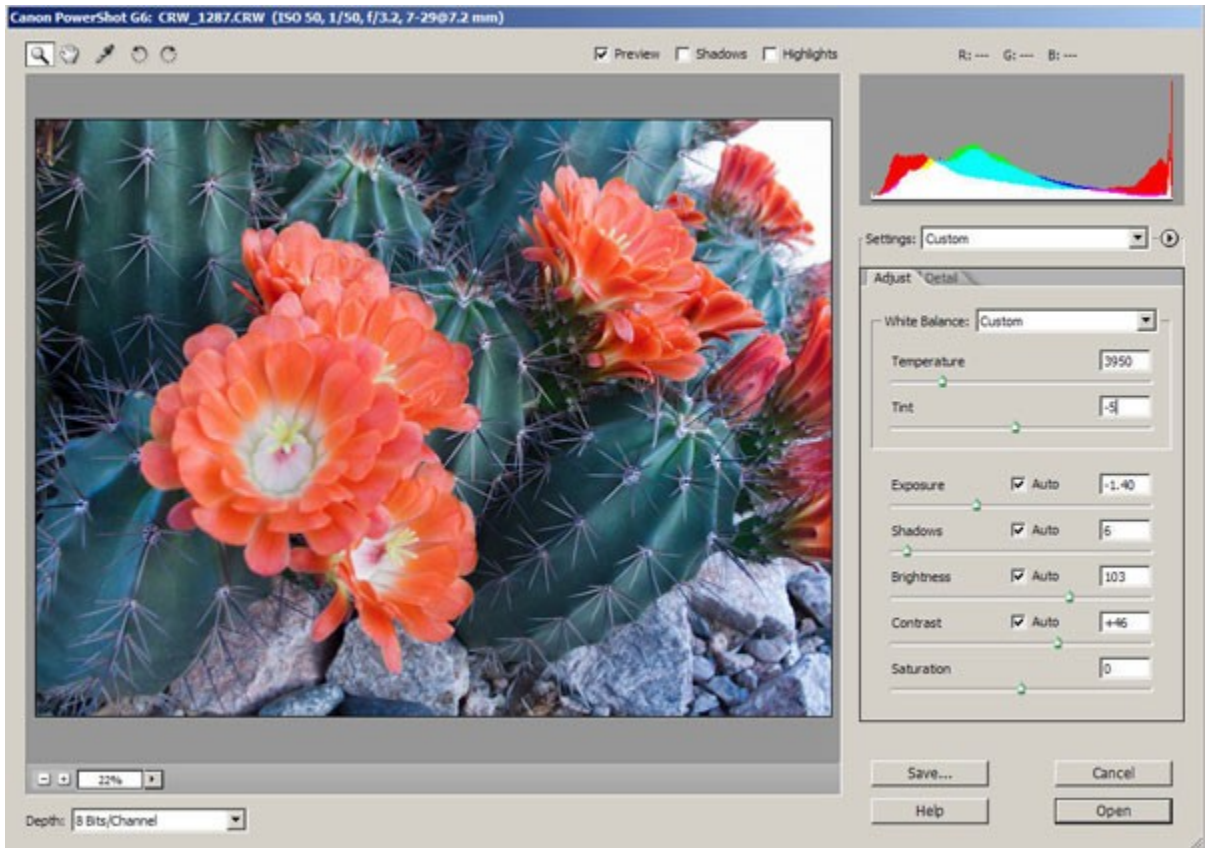 Canon PowerShot G6: CRW_1287.CRW (ISO 50, 1/50, f/3.2, 7-29@7.2 mm)
Preview Shadows Highlights R: --- G: --- B: ---
Settings: Custom
Adjust Detail
White Balance: Custom
Temperature 3950
Tint -5
Exposure Auto -1.40
Shadows Auto 6
Brightness Auto 103
Contrast Auto +46
Saturation 0
22%
Save... Cancel
Depth: 8 Bits/Channel
Help Open